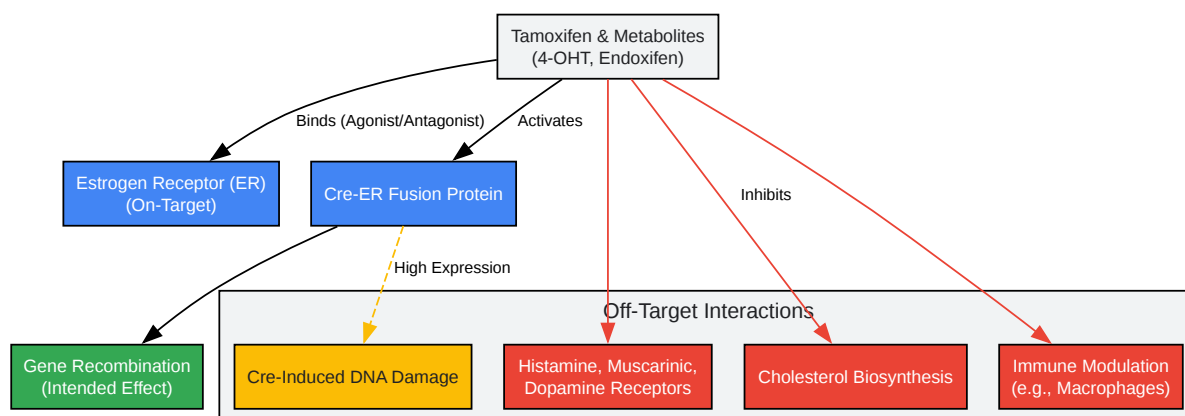 Tamoxifen & Metabolites
(4-OHT, Endoxifen)
Binds (Agonist/Antagonist)
Activates
Estrogen Receptor (ER)
(On-Target)
Cre-ER Fusion Protein
Inhibits
High Expression
Off-Target Interactions
Gene Recombination
(Intended Effect)
Cre-Induced DNA Damage
Histamine, Muscarinic,
Dopamine Receptors
Cholesterol Biosynthesis
Immune Modulation
(e.g., Macrophages)